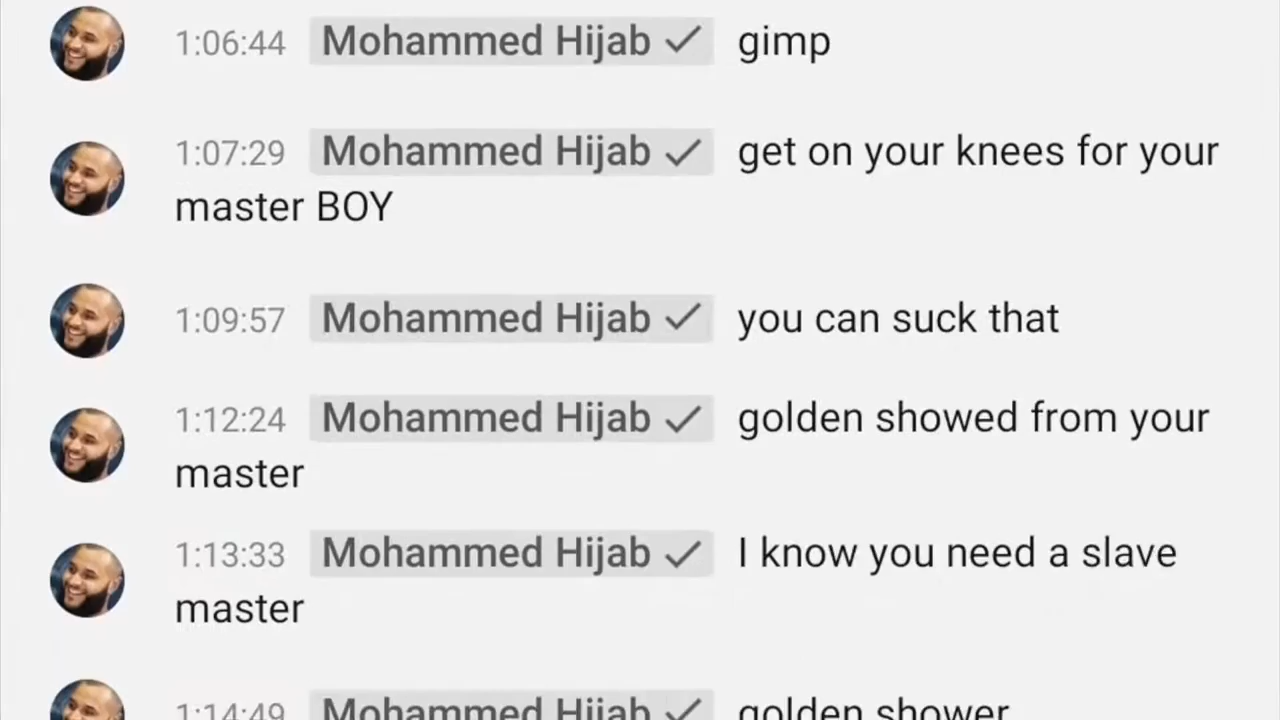 1:06:44 Mohammed Hijab ✓ gimp
1:07:29 Mohammed Hijab ✓ get on your knees for your
master BOY
1:09:57 Mohammed Hijab ✓ you can suck that
1:12:24 Mohammed Hijab ✓ golden showed from your
master
1:13:33 Mohammed Hijab ✓ I know you need a slave
master
1:14:49 Mohammed Hijab ✓ golden shower